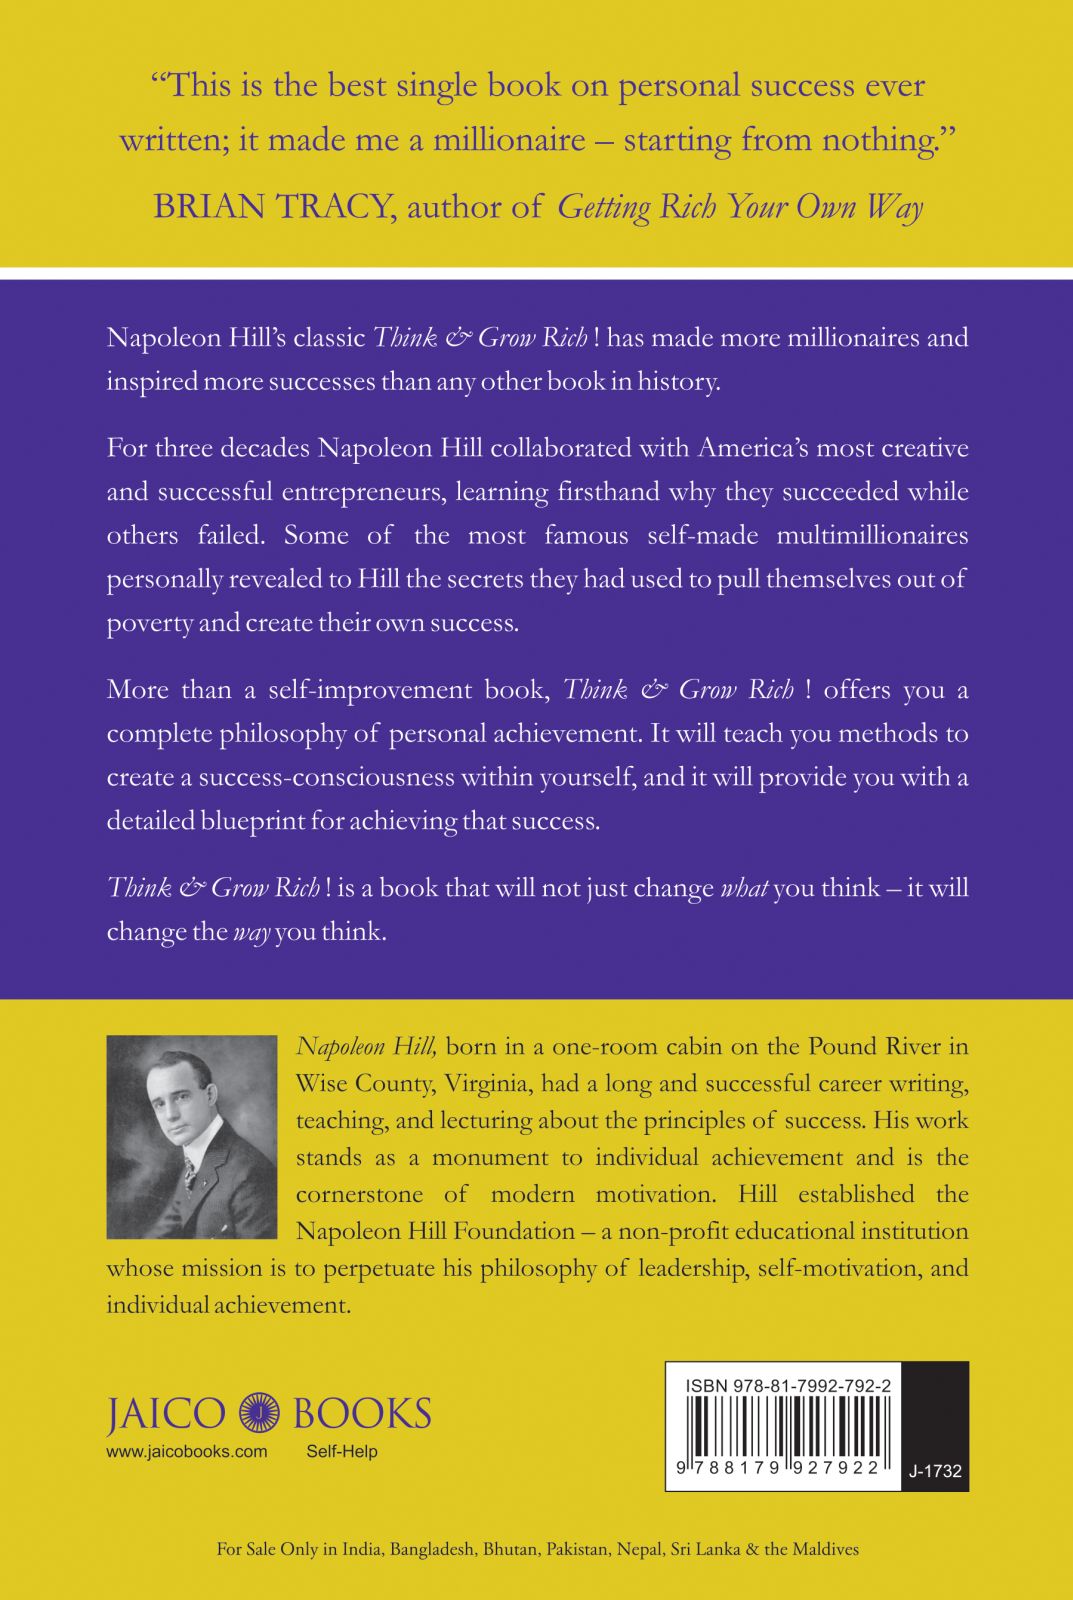 “This is the best single book on personal success ever
written; it made me a millionaire – starting from nothing.”
BRIAN TRACY, author of Getting Rich Your Own Way
Napoleon Hill’s classic Think & Grow Rich ! has made more millionaires and
inspired more successes than any other book in history.
For three decades Napoleon Hill collaborated with America’s most creative
and successful entrepreneurs, learning firsthand why they succeeded while
others failed. Some of the most famous self-made multimillionaires
personally revealed to Hill the secrets they had used to pull themselves out of
poverty and create their own success.
More than a self-improvement book, Think & Grow Rich ! offers you a
complete philosophy of personal achievement. It will teach you methods to
create a success-consciousness within yourself, and it will provide you with a
detailed blueprint for achieving that success.
Think & Grow Rich ! is a book that will not just change what you think – it will
change the way you think.
Napoleon Hill, born in a one-room cabin on the Pound River in
Wise County, Virginia, had a long and successful career writing,
teaching, and lecturing about the principles of success. His work
stands as a monument to individual achievement and is the
cornerstone of modern motivation. Hill established the
Napoleon Hill Foundation – a non-profit educational institution
whose mission is to perpetuate his philosophy of leadership, self-motivation, and
individual achievement.
JAICO J BOOKS
www.jaicobooks.com Self-Help
ISBN 978-81-7992-792-2
9 788179 927922
J-1732
For Sale Only in India, Bangladesh, Bhutan, Pakistan, Nepal, Sri Lanka & the Maldives